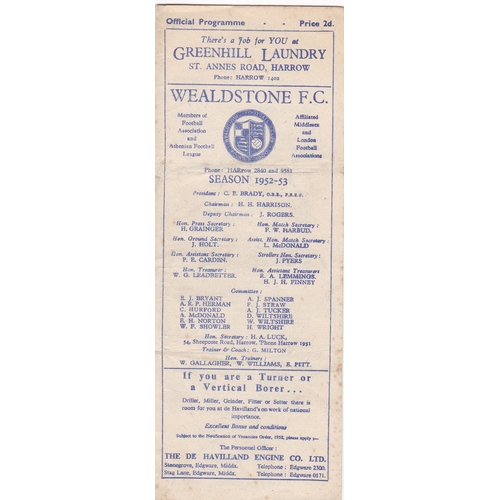 Official Programme - - Price 2d.
There's a Job for YOU at
GREENHILL LAUNDRY
ST. ANNES ROAD, HARROW
Phone: HARROW 1402
WEALDSTONE F.C.
Members of
Football
Association
and
Athenian Football
League
Affiliated
Middlesex
and
London
Football
Associations
Phone: HARrow 2840 and 9581
SEASON 1952-53
President: C. E. BRADY, O.B.E., F.R.E.S.
Chairman: H. H. HARRISON.
Deputy Chairman: J. ROGERS.
Hon. Press Secretary:
H. GRAINGER
Hon. Match Secretary:
F. W. HARBUD.
Hon. Ground Secretary:
J. HOLT.
Assist. Hon. Match Secretary:
L. McDONALD
Hon. Assistant Secretary:
P. E. CARDEN.
Strollers Hon. Secretary:
J. FYERS
Hon. Treasurer:
W. G. LEADBETTER.
Hon. Assistant Treasurers
R. A. LEMMINGS,
H. J. H. FINNEY
Committee:
E. J. BRYANT A. J. SPANNER
A. E. P. HERMAN F. J. STRAW
C. HURFORD A. J. TUCKER
A. McDONALD D. WILTSHIRE
E. H. NORTON W. WILTSHIRE
W. F. SHOWLER H. WRIGHT
Hon. Secretary: H. A. LUCK,
54, Sheepcote Road, Harrow, 'Phone Harrow 1951
Trainer & Coach: G. MILTON
Hon. Trainers:
W. GALLAGHER, W. WILLIAMS, E. PITT.
If you are a Turner or
a Vertical Borer...
Driller, Miller, Grinder, Fitter or Setter there is
room for you at de Havilland's on work of national
importance.
Excellent Bonus and conditions
Subject to the Notification of Vacancies Order, 1952, please apply :-
The Personnel Officer:
THE DE HAVILLAND ENGINE CO. LTD.
Stonegrove, Edgware, Middx. Telephone: Edgware 2300.
Stag Lane, Edgware, Middx. Telephone: Edgware 0171.